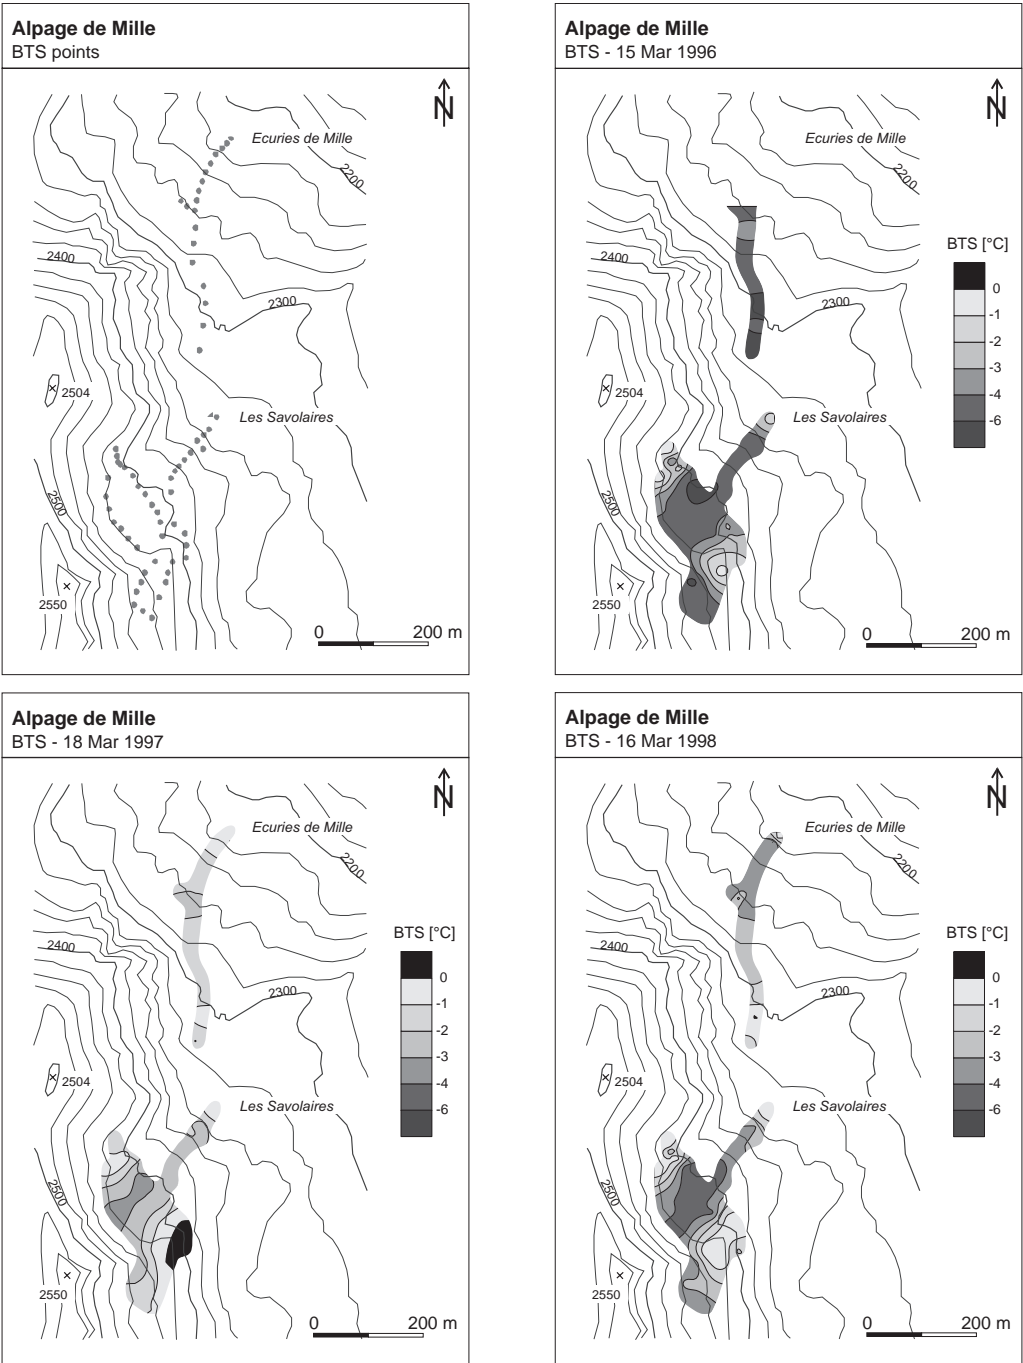 Alpage de Mille
BTS points
N
Ecuries de Mille
2200
2400
2300
2504
Les Savolaires
2500
2550
0 200 m
Alpage de Mille
BTS - 15 Mar 1996
N
Ecuries de Mille
2200
BTS [°C]
2400
0
2300
-1
-2
-3
-4
-6
2504
Les Savolaires
2500
2550
0 200 m
Alpage de Mille
BTS - 18 Mar 1997
N
Ecuries de Mille
2200
BTS [°C]
2400
0
2300
-1
-2
-3
-4
-6
2504
Les Savolaires
2500
2550
0 200 m
Alpage de Mille
BTS - 16 Mar 1998
N
Ecuries de Mille
2200
BTS [°C]
2400
0
2300
-1
-2
-3
-4
-6
2504
Les Savolaires
2500
2550
0 200 m